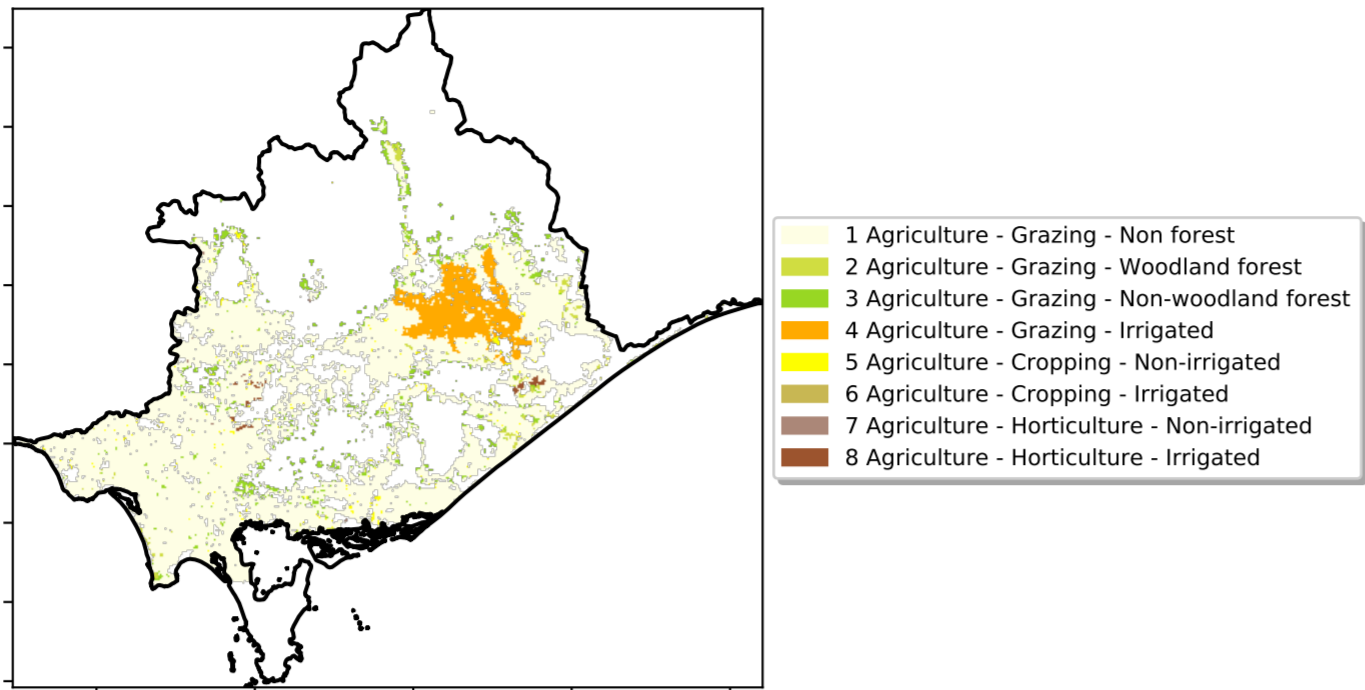 1 Agriculture - Grazing - Non forest
2 Agriculture - Grazing - Woodland forest
3 Agriculture - Grazing - Non-woodland forest
4 Agriculture - Grazing - Irrigated
5 Agriculture - Cropping - Non-irrigated
6 Agriculture - Cropping - Irrigated
7 Agriculture - Horticulture - Non-irrigated
8 Agriculture - Horticulture - Irrigated